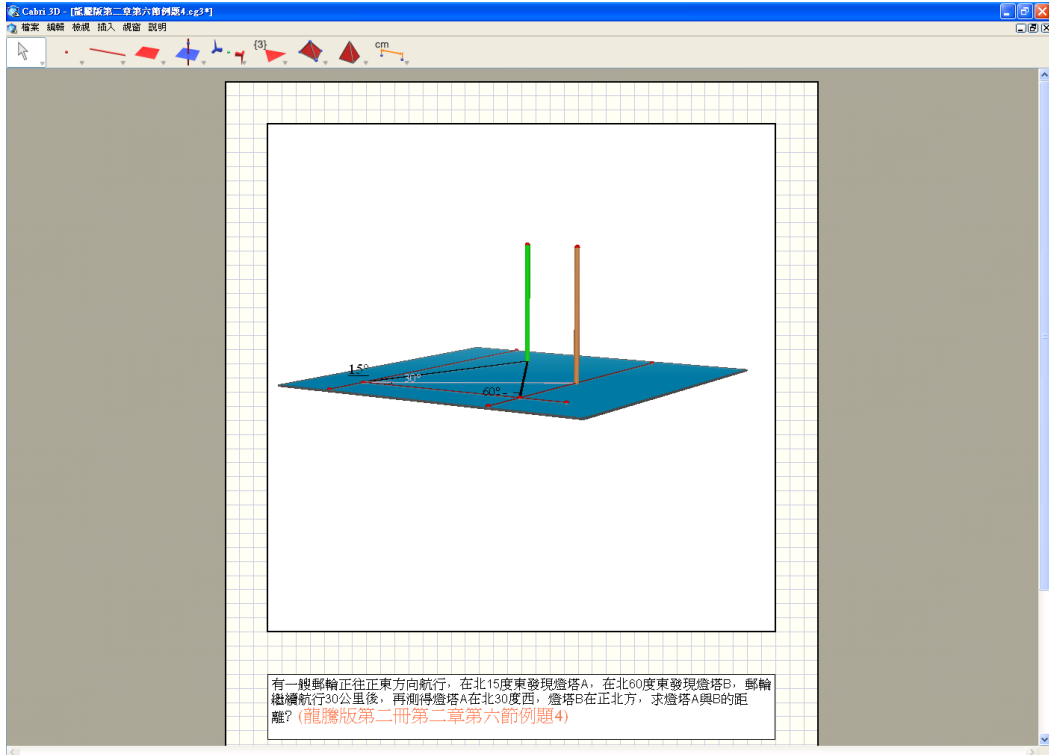 Cabri 3D - [龍騰版第二章第六節例題4.cg3*]
檔案 編輯 檢視 插入 視窗 說明
{3} cm
15°
30°
60°
有一艘郵輪正往正東方向航行，在北15度東發現燈塔A，在北60度東發現燈塔B，郵輪
繼續航行30公里後，再測得燈塔A在北30度西，燈塔B在正北方，求燈塔A與B的距
離? (龍騰版第二冊第二章第六節例題4)